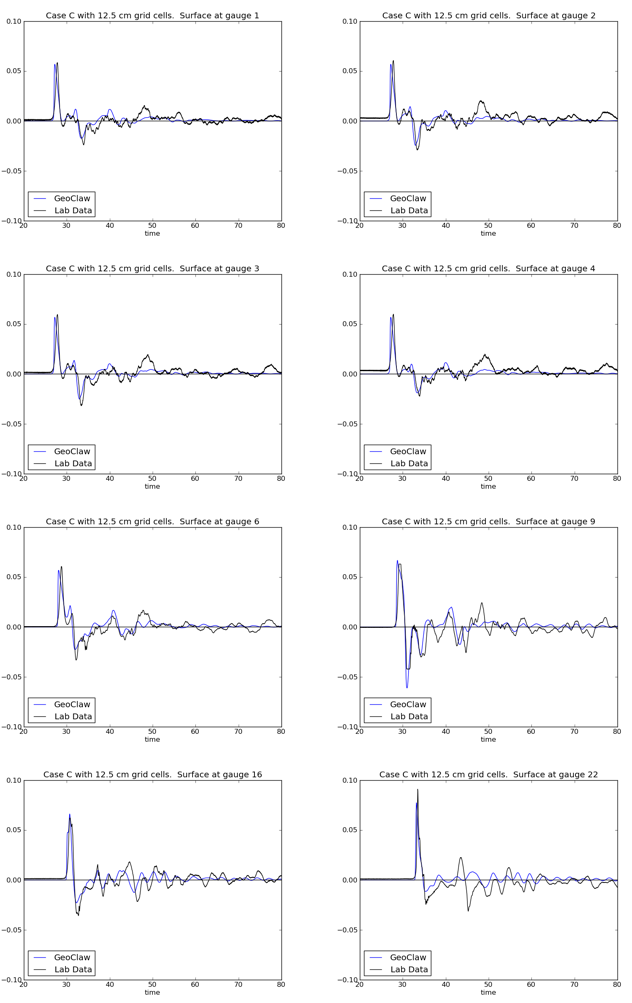 Case C with 12.5 cm grid cells.  Surface at gauge 1
0.10
0.05
0.00
−0.05
−0.10
GeoClaw
Lab Data
20 30 40 50 60 70 80
time
Case C with 12.5 cm grid cells.  Surface at gauge 2
0.10
0.05
0.00
−0.05
−0.10
GeoClaw
Lab Data
20 30 40 50 60 70 80
time
Case C with 12.5 cm grid cells.  Surface at gauge 3
0.10
0.05
0.00
−0.05
−0.10
GeoClaw
Lab Data
20 30 40 50 60 70 80
time
Case C with 12.5 cm grid cells.  Surface at gauge 4
0.10
0.05
0.00
−0.05
−0.10
GeoClaw
Lab Data
20 30 40 50 60 70 80
time
Case C with 12.5 cm grid cells.  Surface at gauge 6
0.10
0.05
0.00
−0.05
−0.10
GeoClaw
Lab Data
20 30 40 50 60 70 80
time
Case C with 12.5 cm grid cells.  Surface at gauge 9
0.10
0.05
0.00
−0.05
−0.10
GeoClaw
Lab Data
20 30 40 50 60 70 80
time
Case C with 12.5 cm grid cells.  Surface at gauge 16
0.10
0.05
0.00
−0.05
−0.10
GeoClaw
Lab Data
20 30 40 50 60 70 80
time
Case C with 12.5 cm grid cells.  Surface at gauge 22
0.10
0.05
0.00
−0.05
−0.10
GeoClaw
Lab Data
20 30 40 50 60 70 80
time